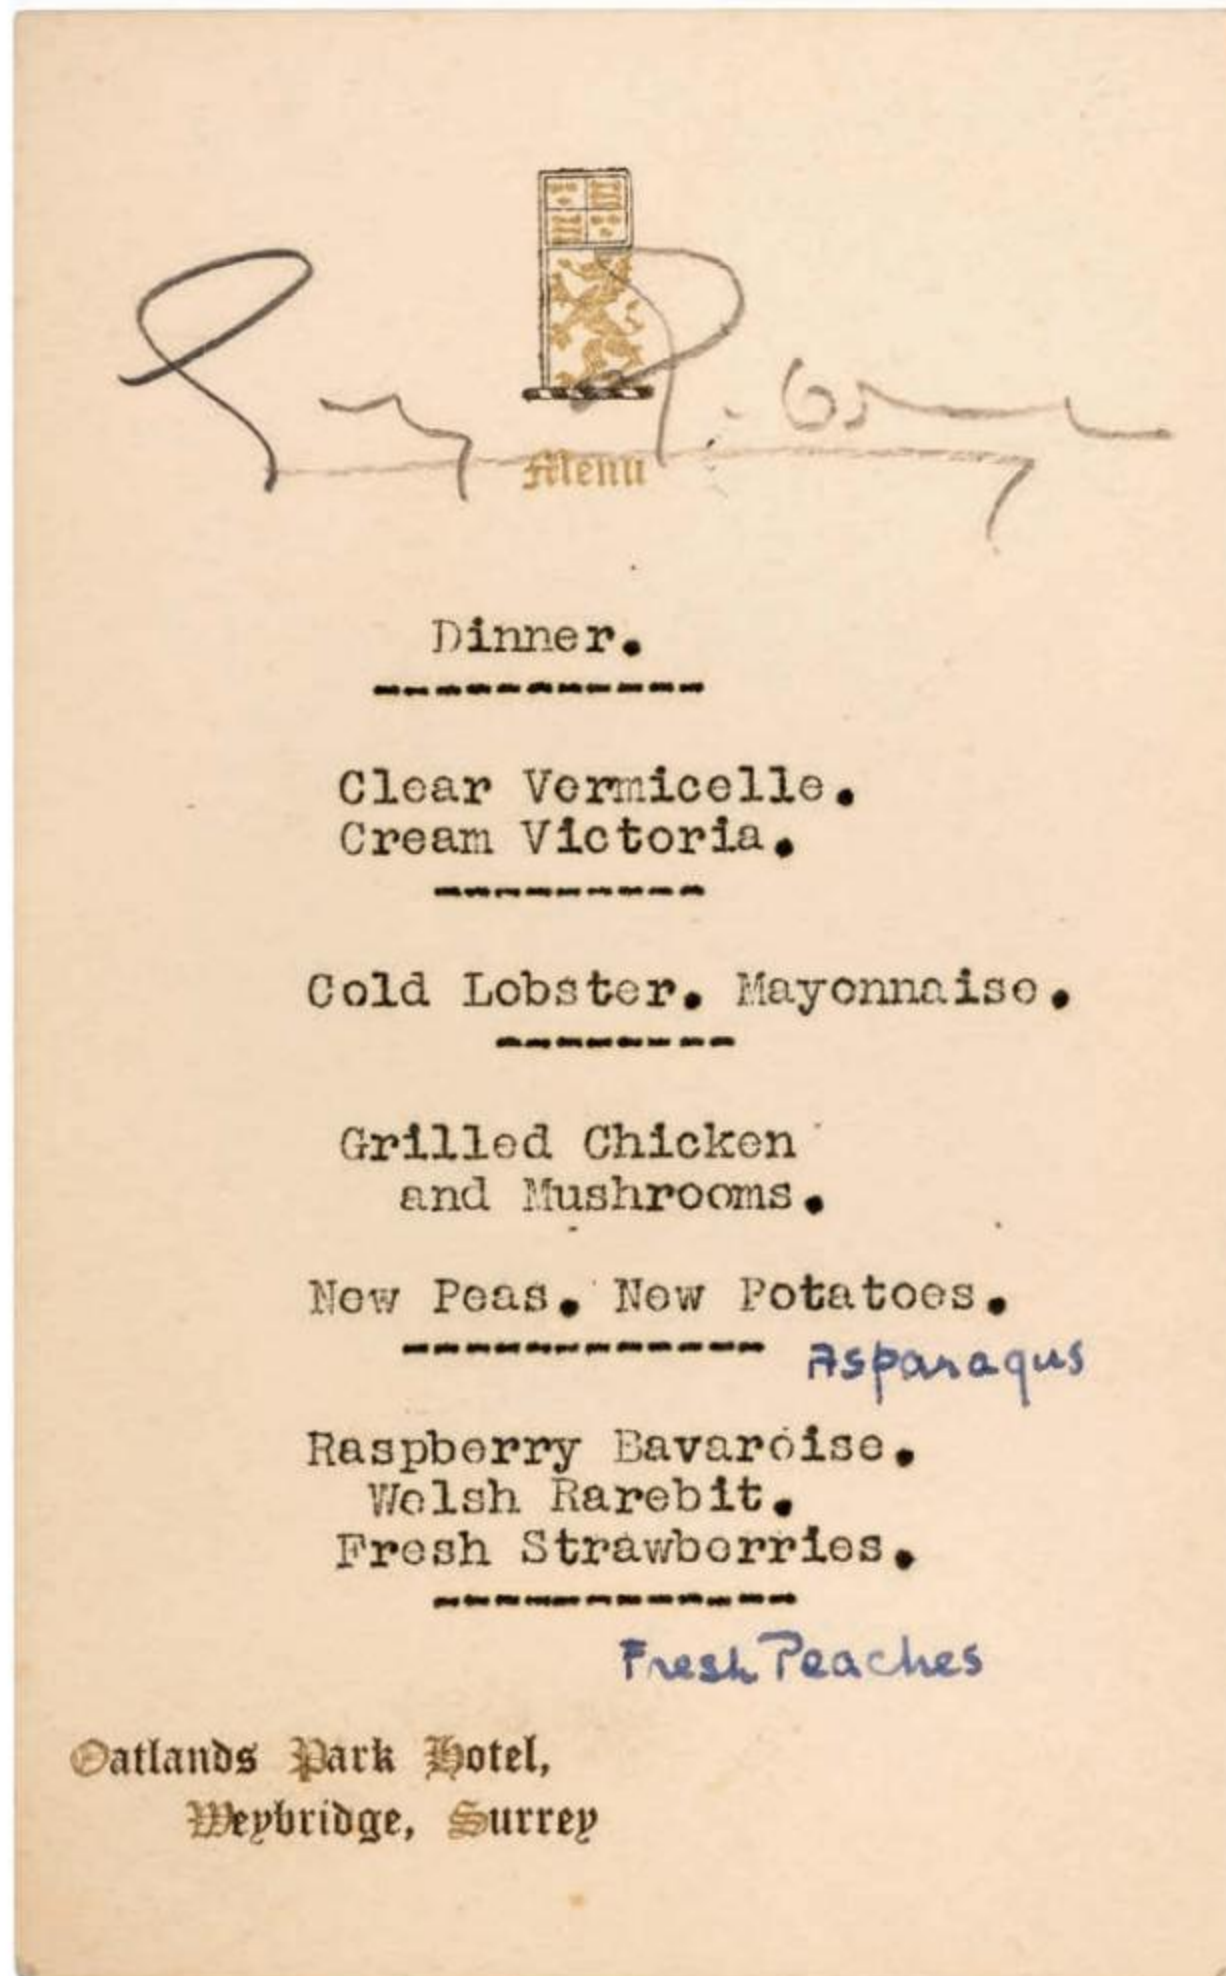 Menu
Dinner.
Clear Vermicelle.
Cream Victoria.
Cold Lobster. Mayonnaise.
Grilled Chicken
and Mushrooms.
New Peas. New Potatoes.
Asparagus
Raspberry Bavaroise.
Welsh Rarebit.
Fresh Strawberries.
Fresh Peaches
Oatlands Park Hotel,
Weybridge, Surrey